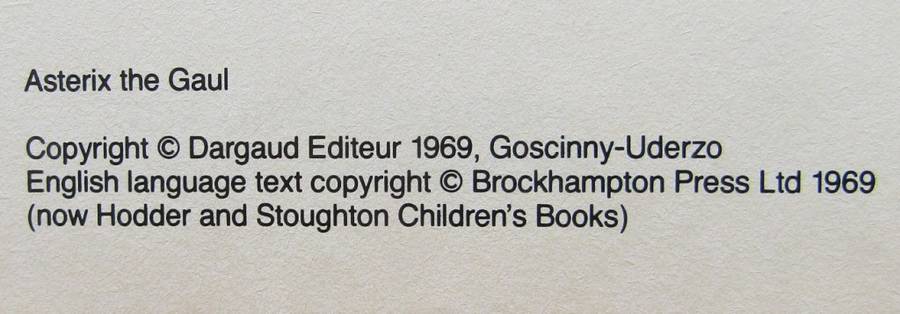 Asterix the Gaul
Copyright © Dargaud Editeur 1969, Goscinny-Uderzo
English language text copyright © Brockhampton Press Ltd 1969
(now Hodder and Stoughton Children’s Books)